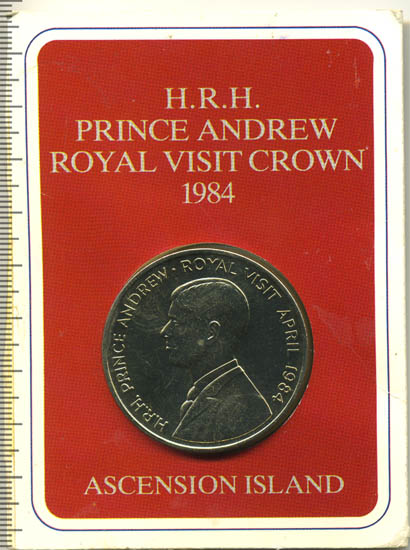 H.R.H.
PRINCE ANDREW
ROYAL VISIT CROWN
1984
H.R.H. PRINCE ANDREW · ROYAL VISIT APRIL 1984
ASCENSION ISLAND